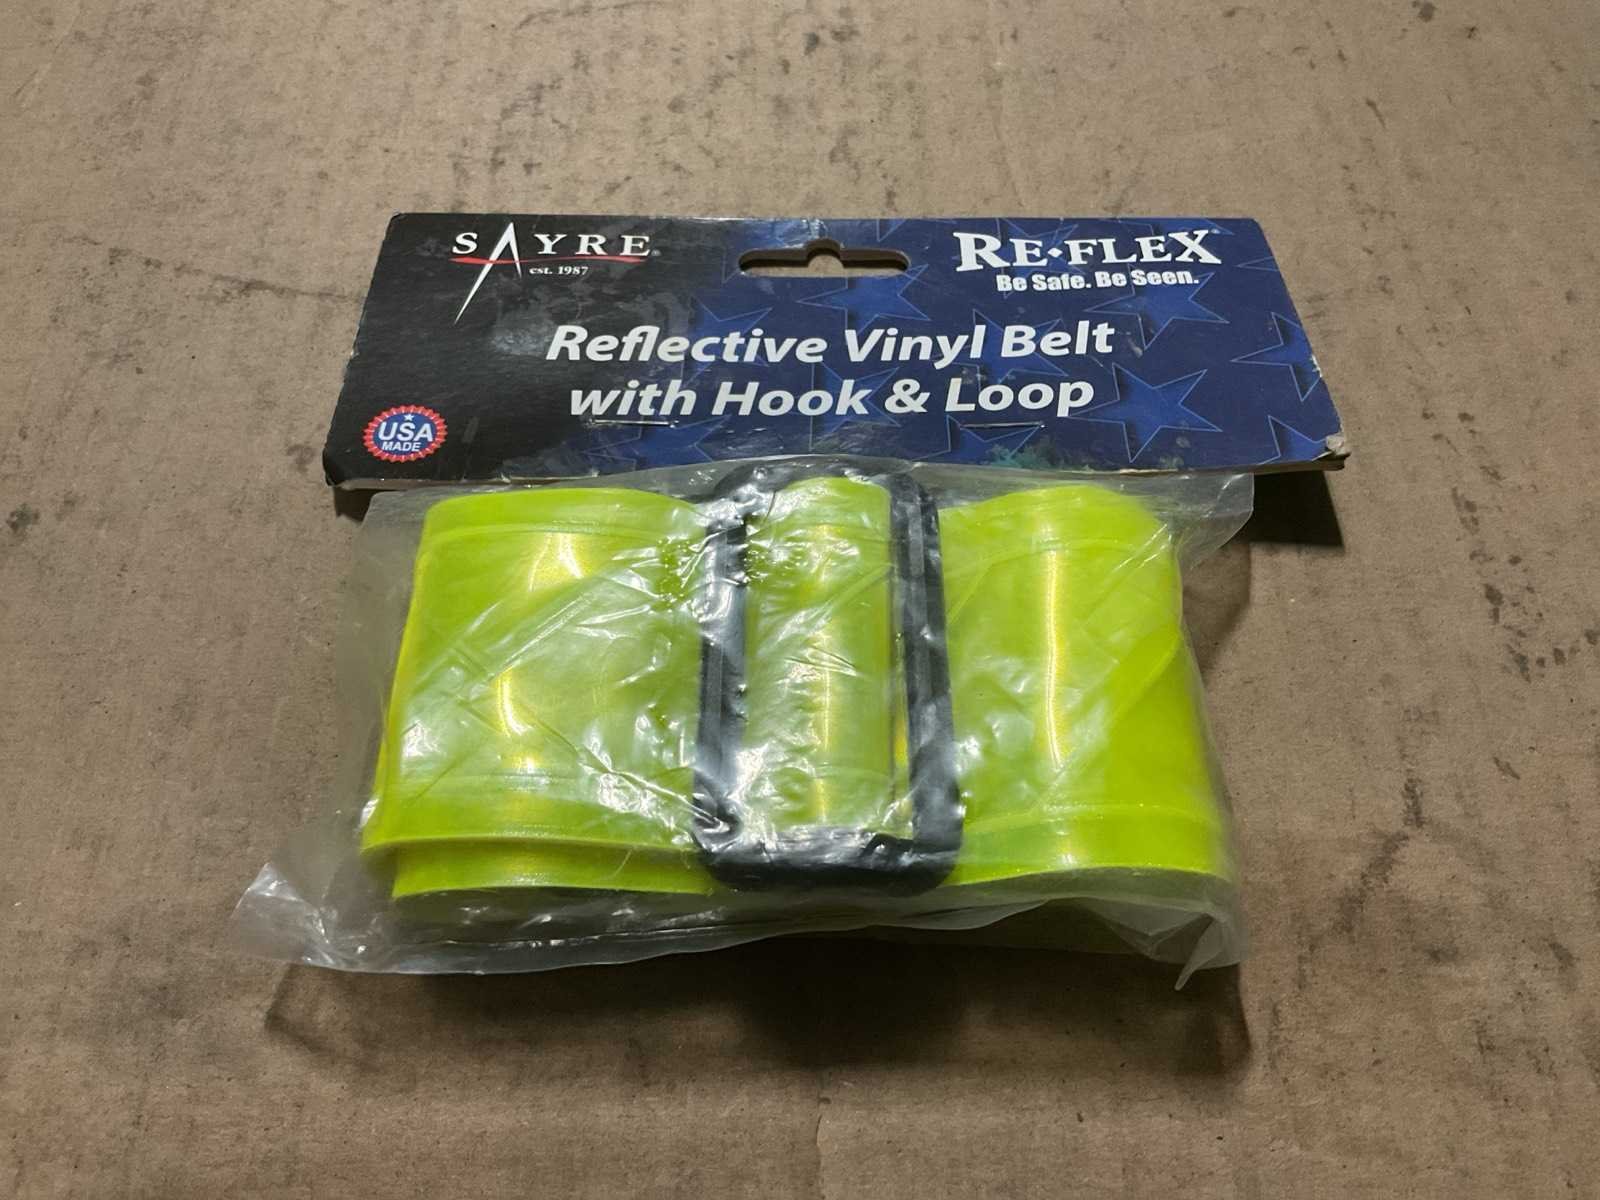 SAYRE®
est. 1987
RE•FLEX®
Be Safe. Be Seen.
Reflective Vinyl Belt
with Hook & Loop
USA
MADE